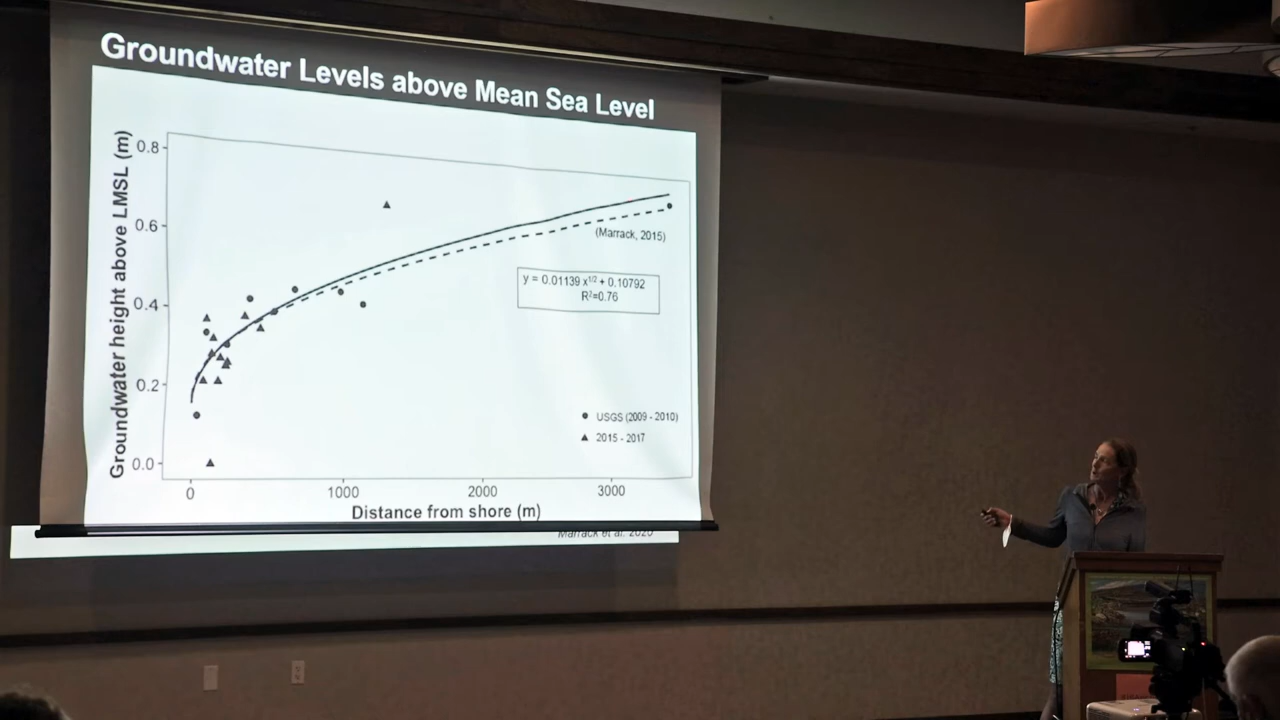 Groundwater Levels above Mean Sea Level
Groundwater height above LMSL (m)
0.8
0.6
0.4
0.2
0.0
(Marrack, 2015)
y = 0.01139 x^1/2 + 0.10792
R²=0.76
USGS (2009 - 2010)
2015 - 2017
0 1000 2000 3000
Distance from shore (m)
Marrack et al. 2020